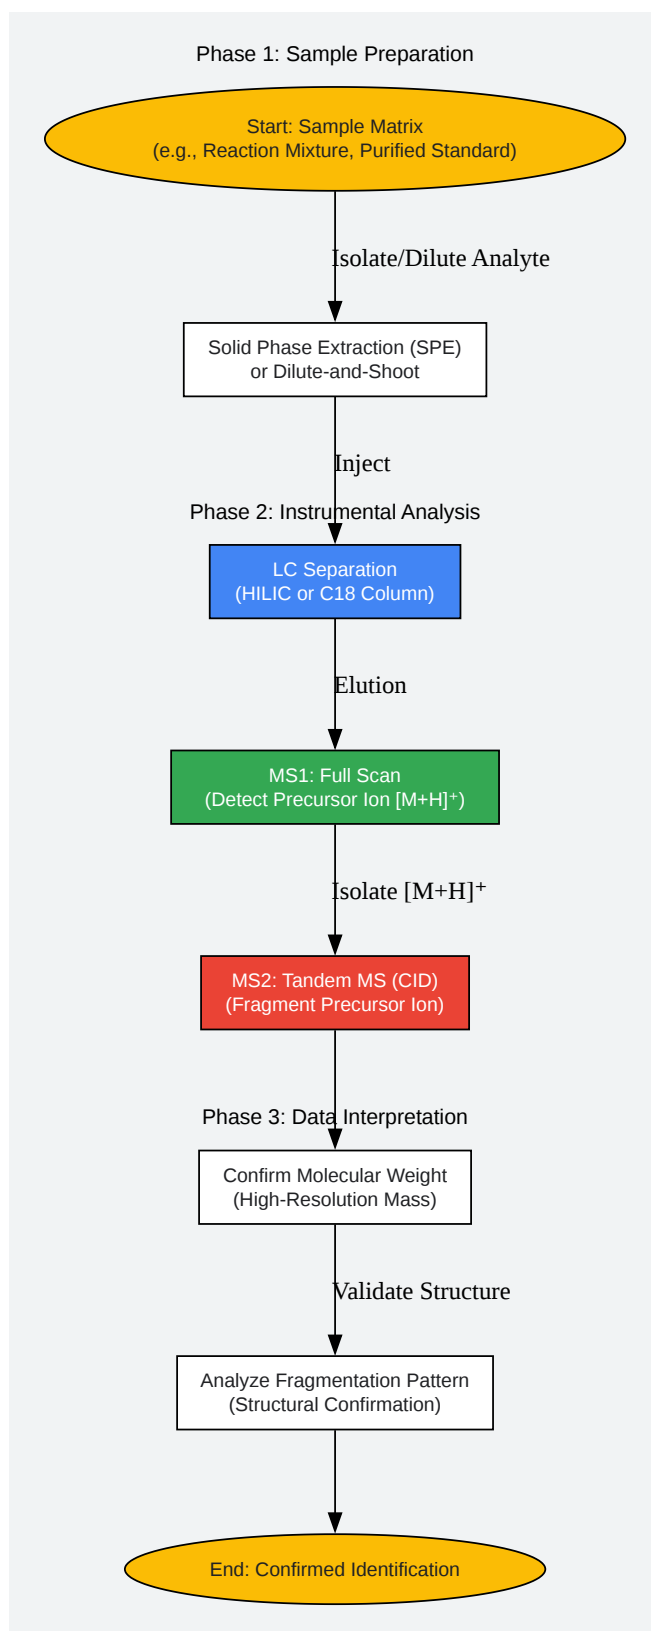 Phase 1: Sample Preparation
Start: Sample Matrix
(e.g., Reaction Mixture, Purified Standard)
Isolate/Dilute Analyte
Solid Phase Extraction (SPE)
or Dilute-and-Shoot
Inject
Phase 2: Instrumental Analysis
LC Separation
(HILIC or C18 Column)
Elution
MS1: Full Scan
(Detect Precursor Ion [M+H]⁺)
Isolate [M+H]⁺
MS2: Tandem MS (CID)
(Fragment Precursor Ion)
Phase 3: Data Interpretation
Confirm Molecular Weight
(High-Resolution Mass)
Validate Structure
Analyze Fragmentation Pattern
(Structural Confirmation)
End: Confirmed Identification